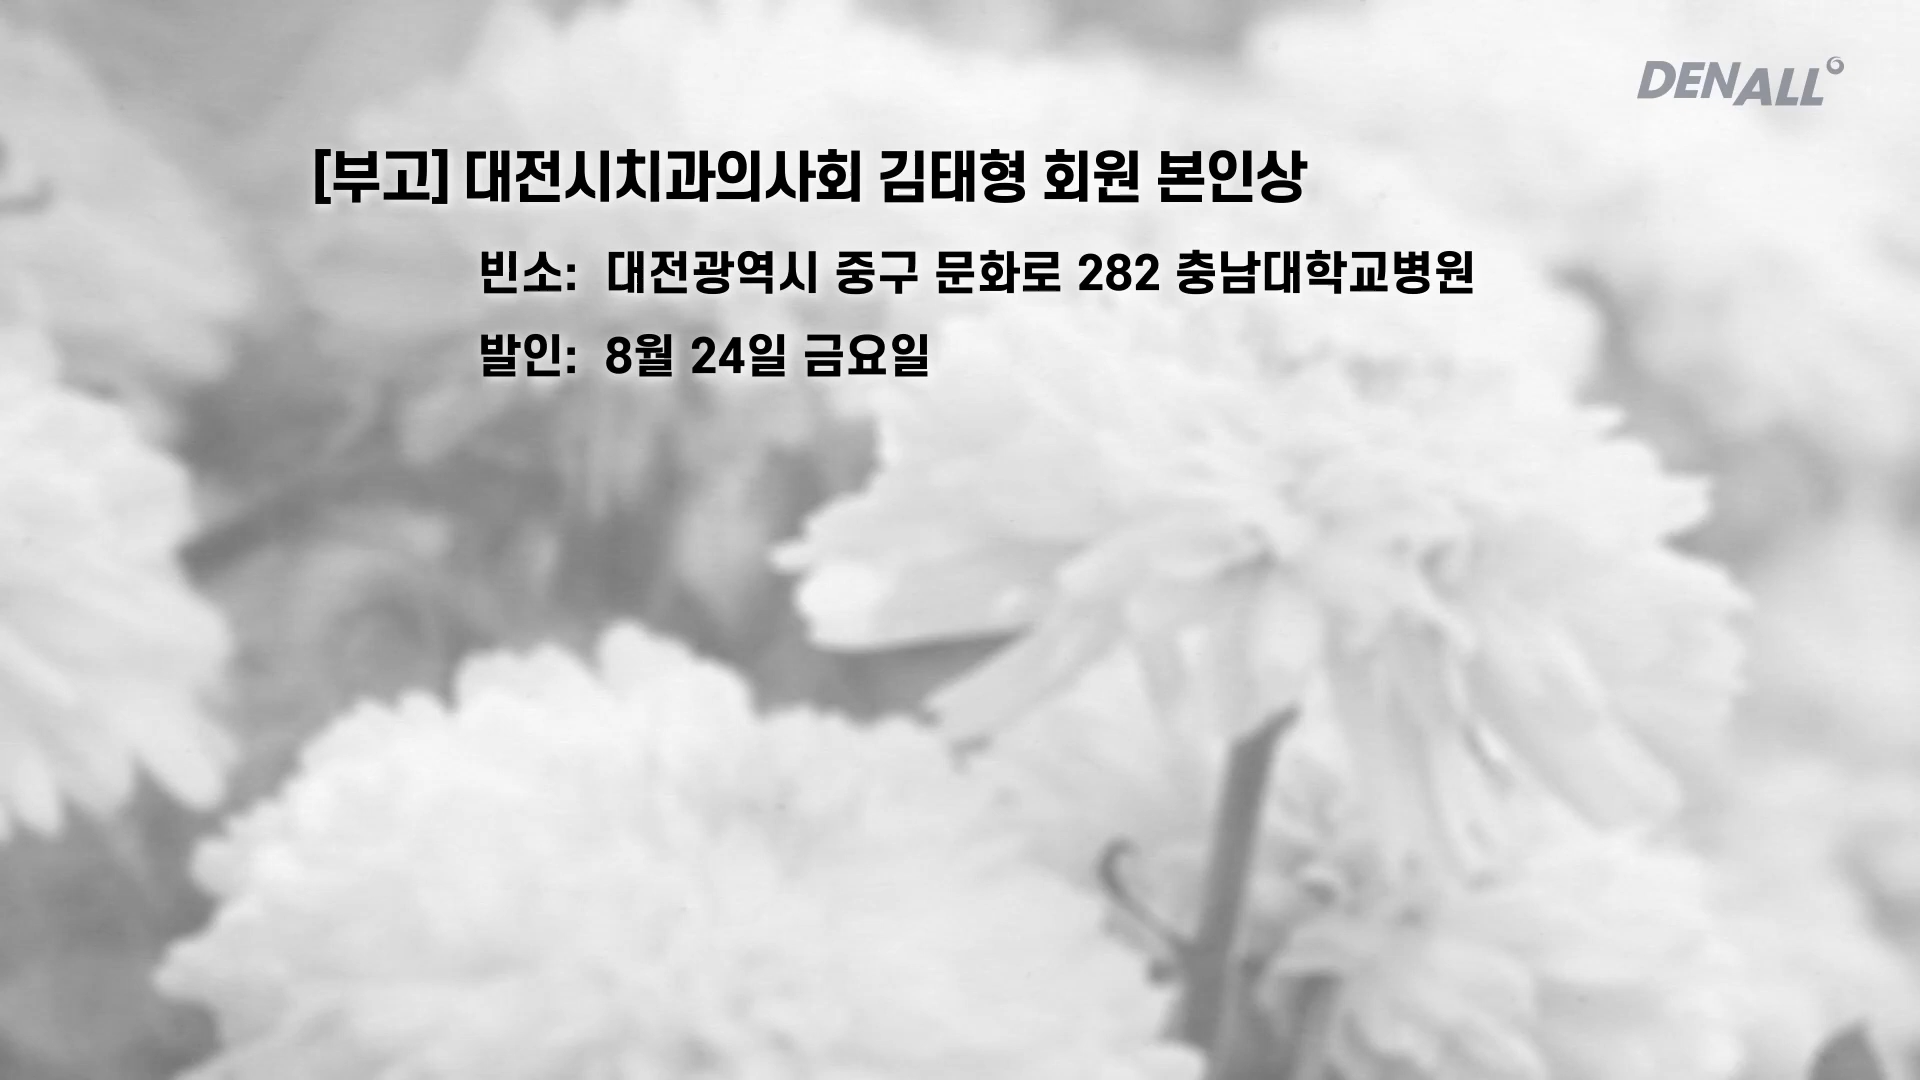 DENALL
[부고] 대전시치과의사회 김태형 회원 본인상
빈소: 대전광역시 중구 문화로 282 충남대학교병원
발인: 8월 24일 금요일